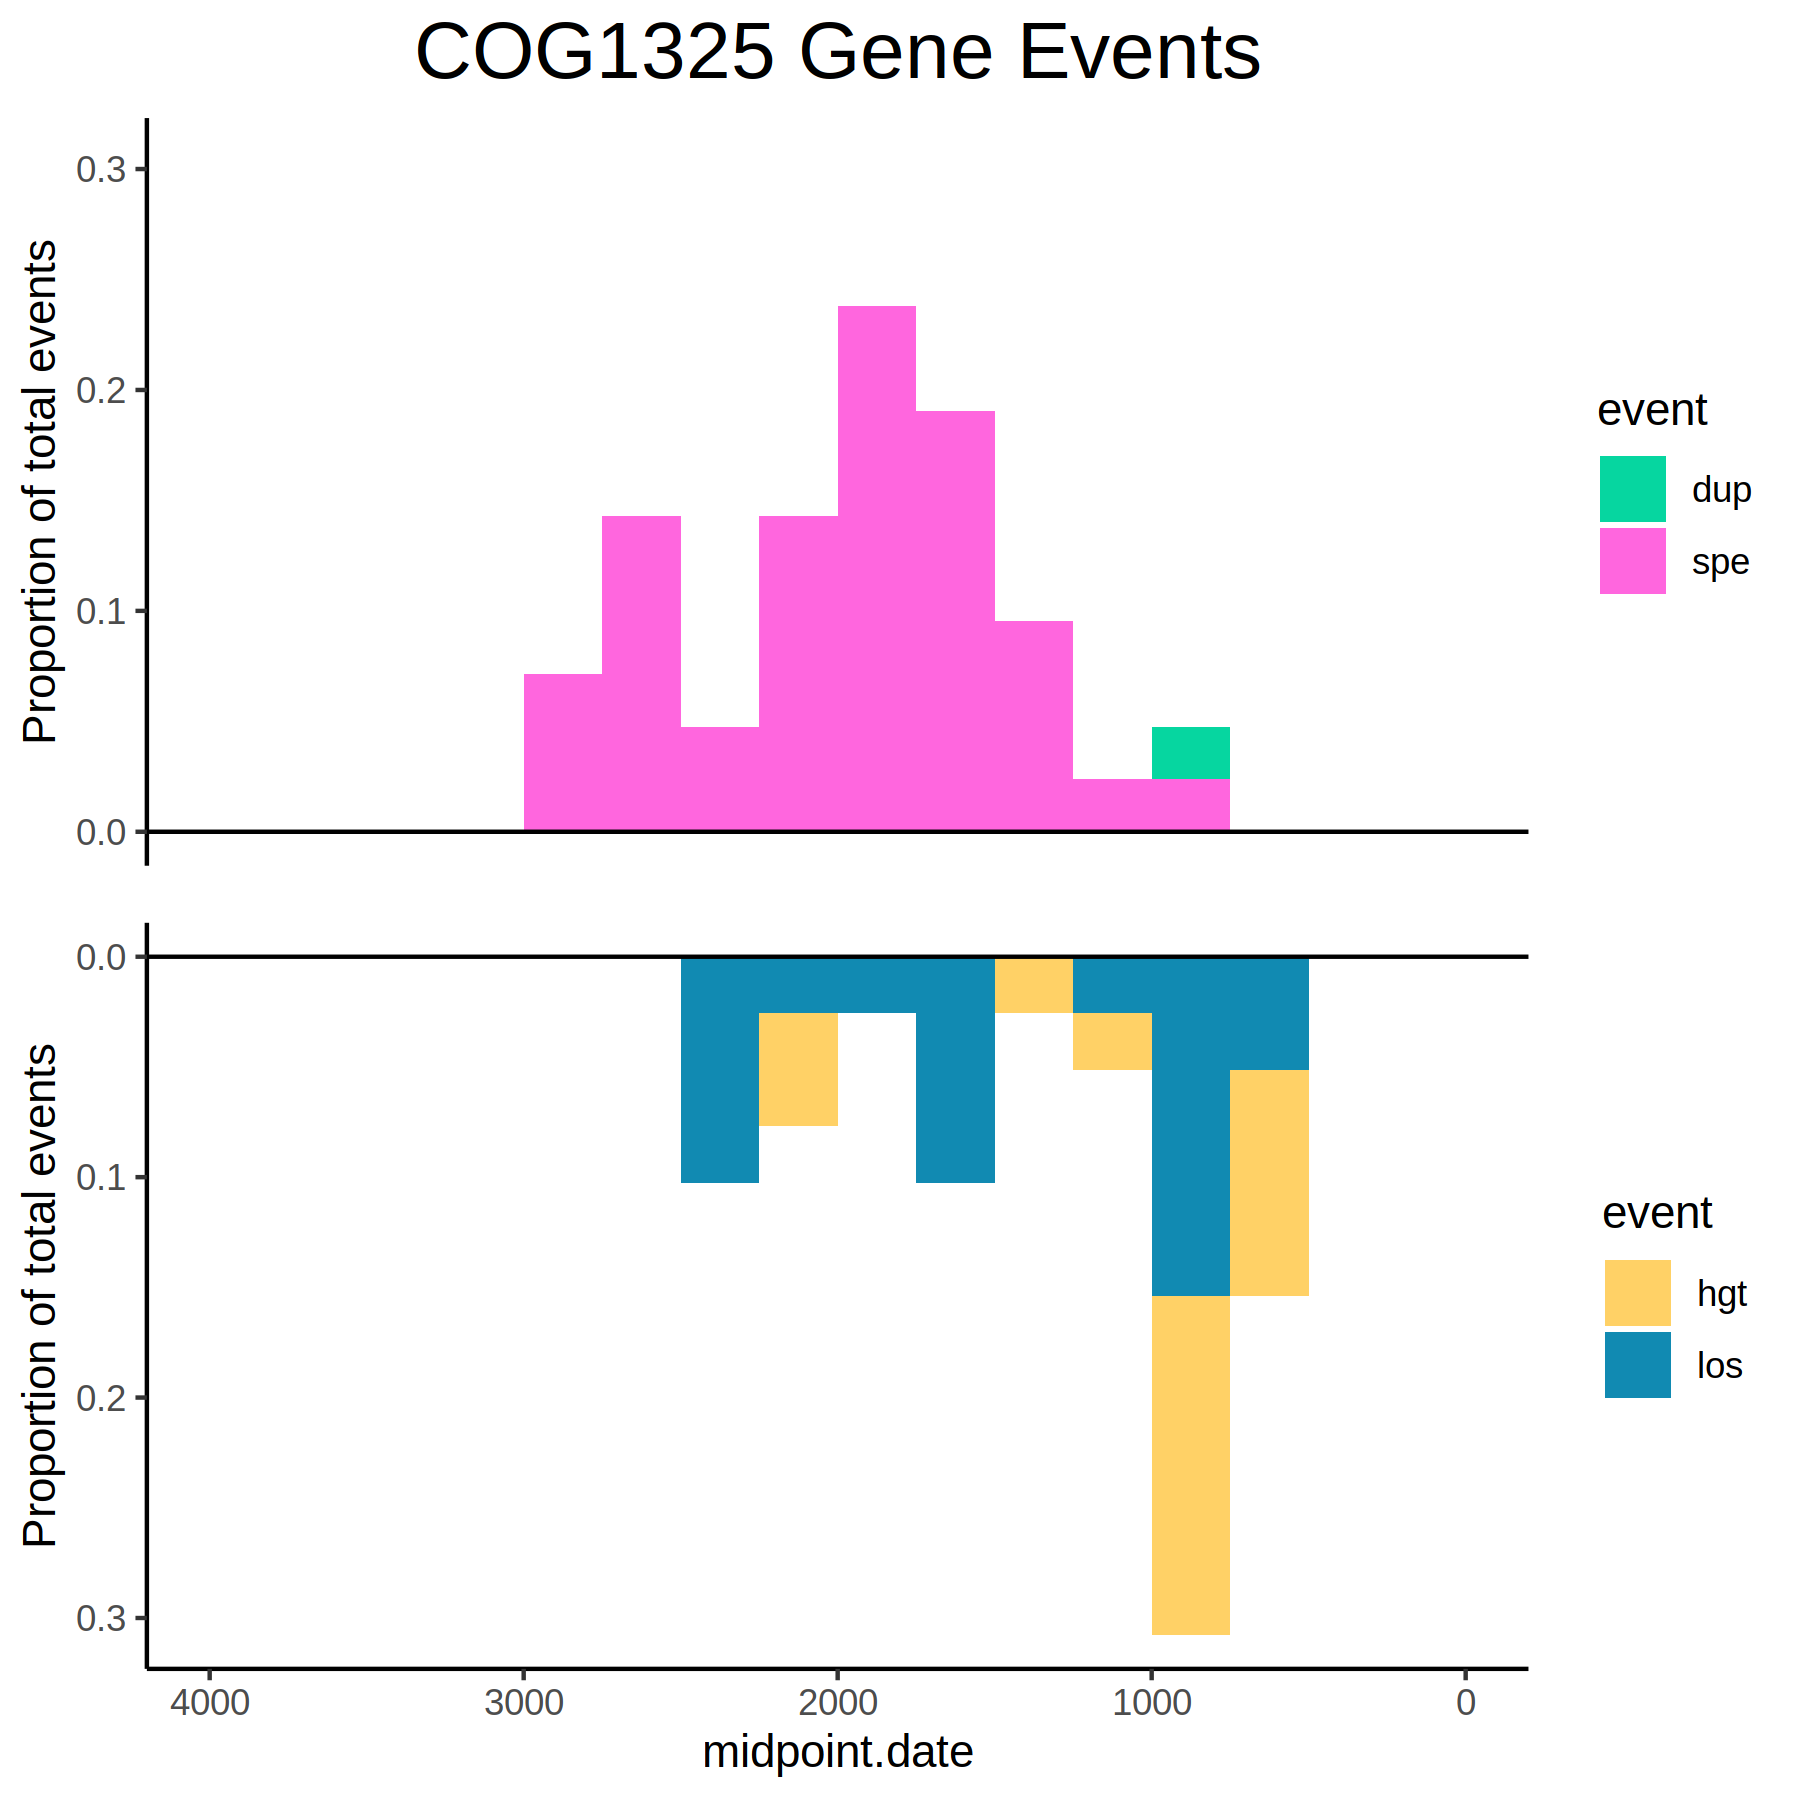 COG1325 Gene Events
Proportion of total events
0.3
0.2
0.1
0.0
event
dup
spe
Proportion of total events
0.0
0.1
0.2
0.3
event
hgt
los
4000 3000 2000 1000 0
midpoint.date